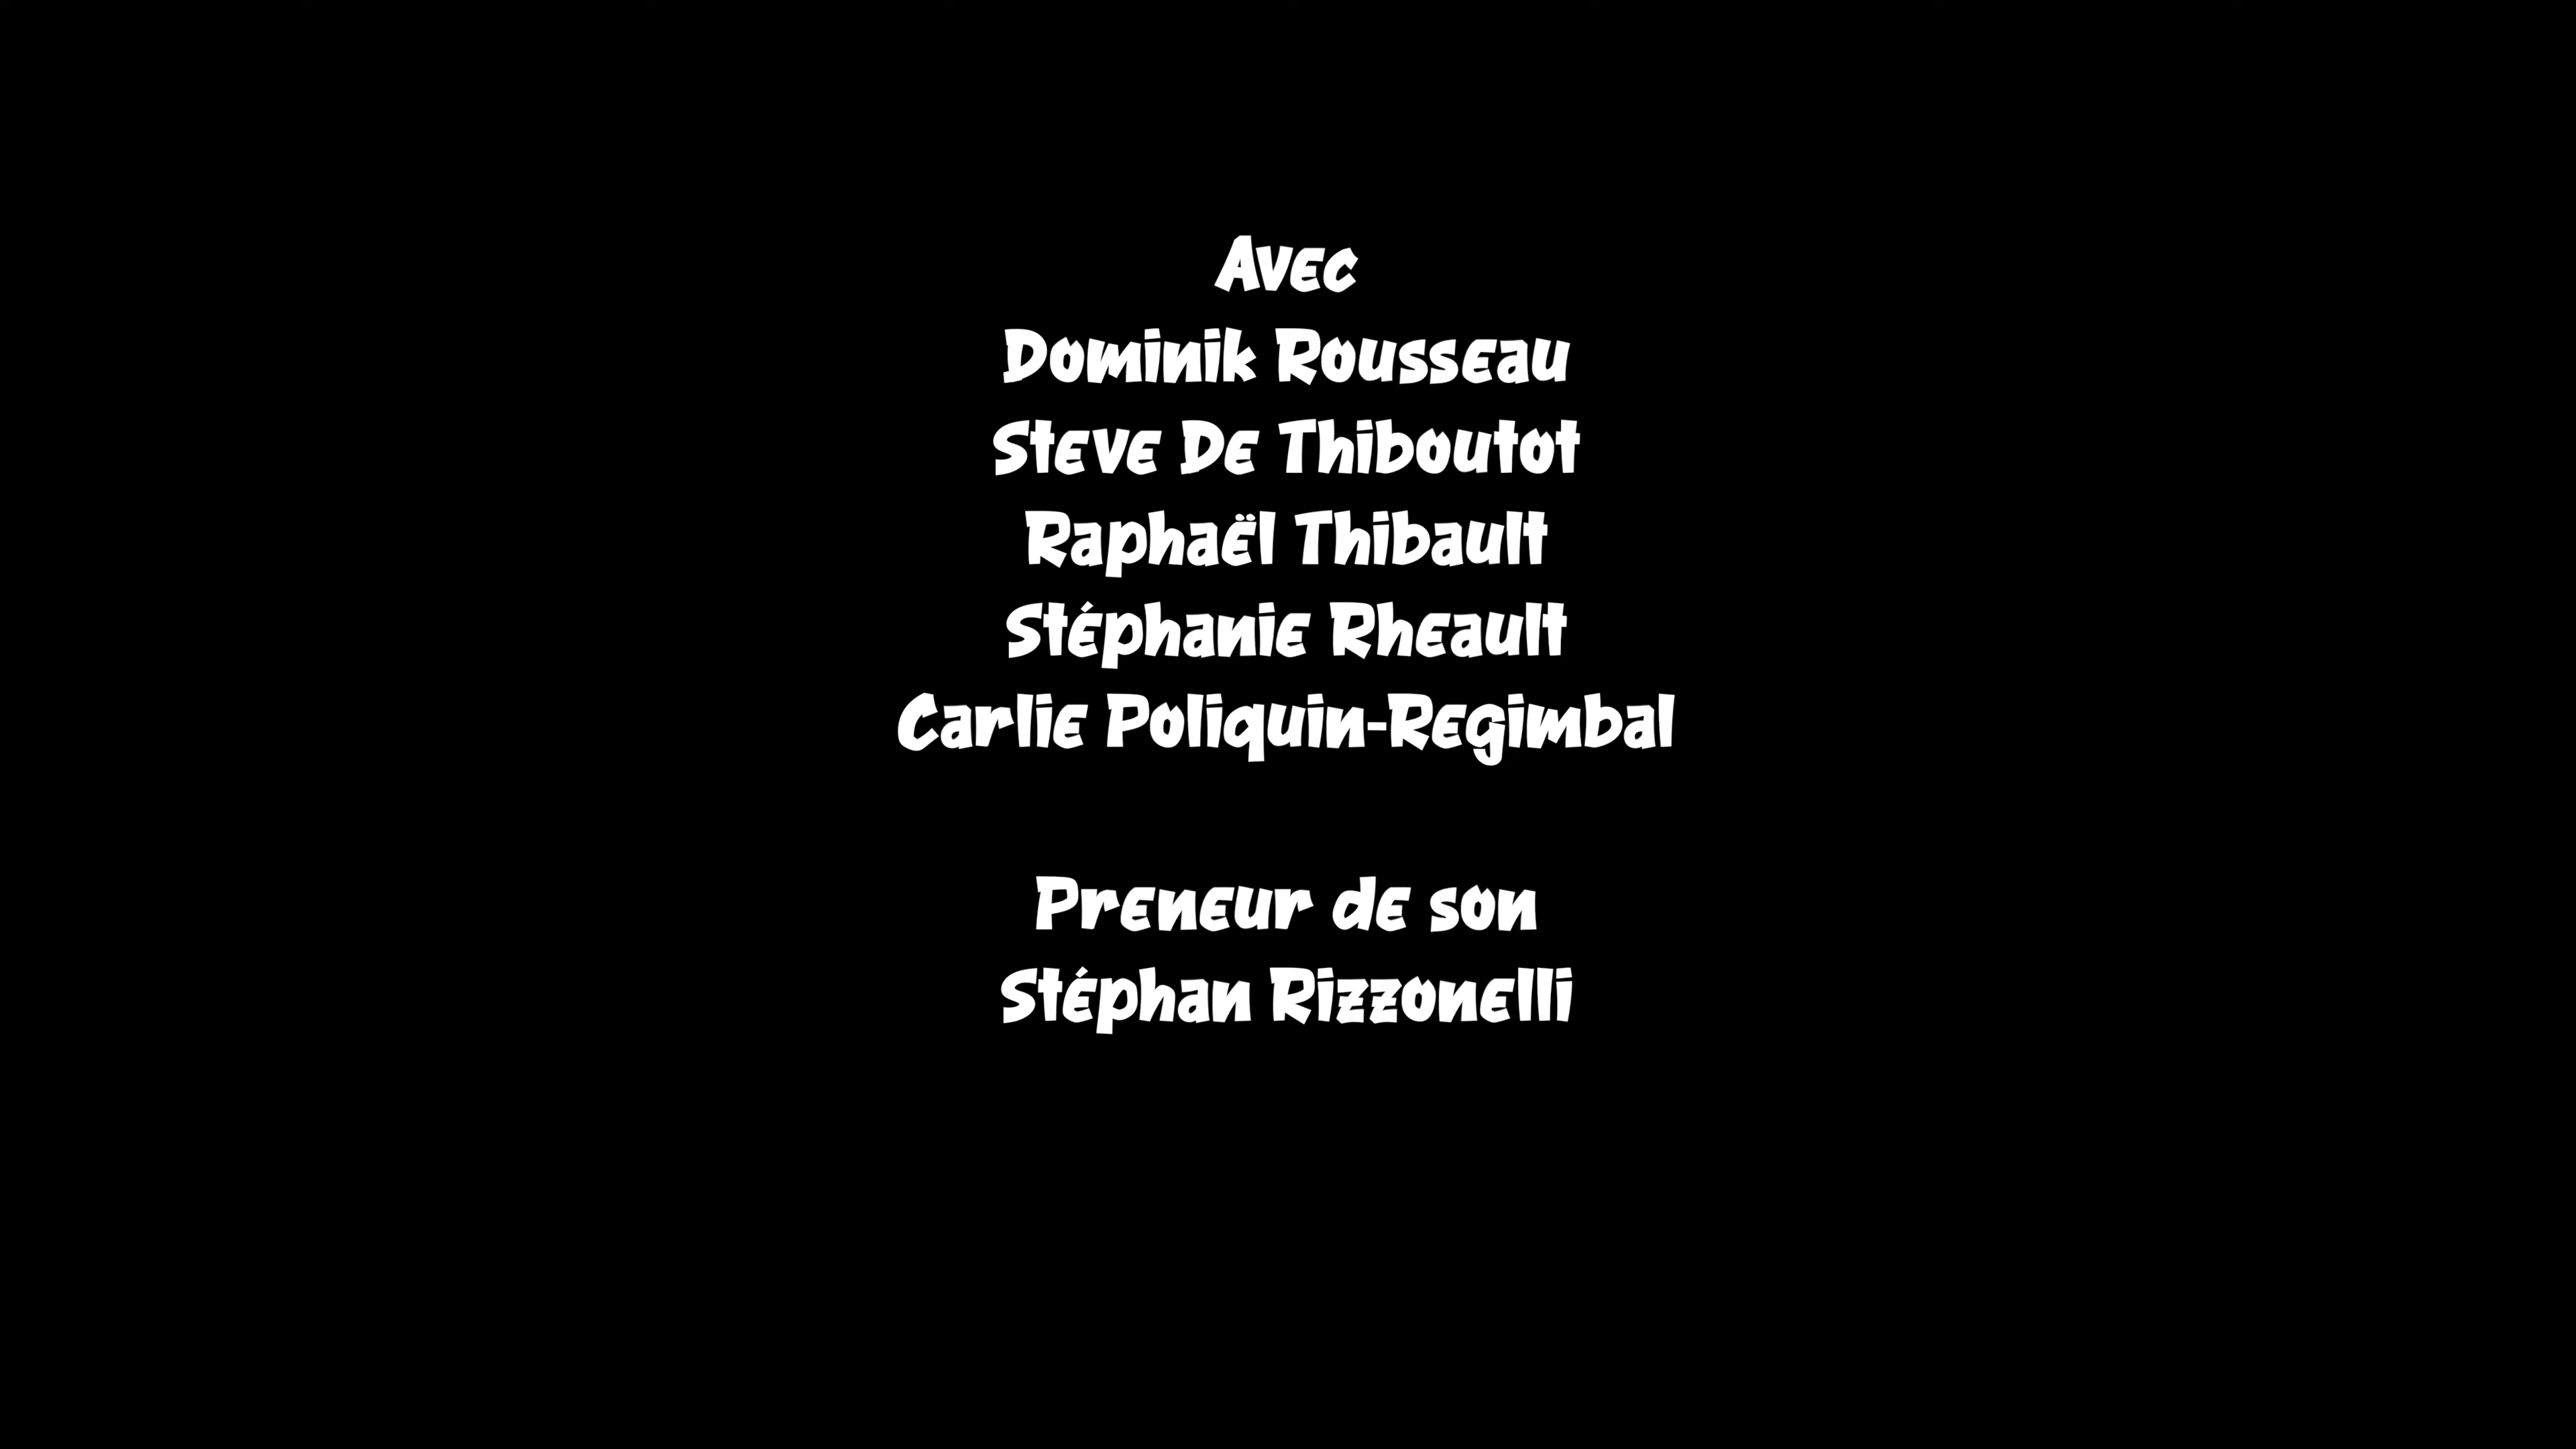 Avec
Dominik Rousseau
Steve De Thiboutot
Raphaël Thibault
Stéphanie Rheault
Carlie Poliquin-Regimbal
Preneur de son
Stéphan Rizzonelli